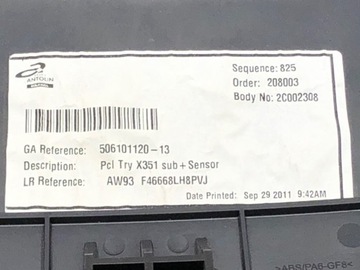 ANTOLIN
Sequence: 825
Order: 208003
Body No: 2C002308
GA Reference: 506101120-13
Description: Pcl Try X351 sub+Sensor
LR Reference: AW93 F46668LH8PVJ
Date Printed: Sep 29 2011 9:42AM
>ABS/PA6-GF8<